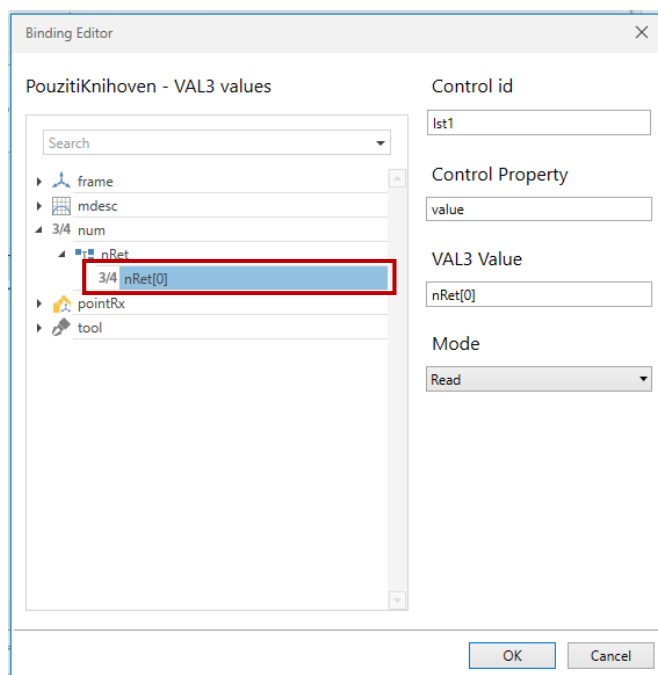 Binding Editor
PouzitiKnihoven - VAL3 values
Search
frame
mdesc
3/4 num
nRet
3/4 nRet[0]
pointRx
tool
Control id
lst1
Control Property
value
VAL3 Value
nRet[0]
Mode
Read
OK
Cancel